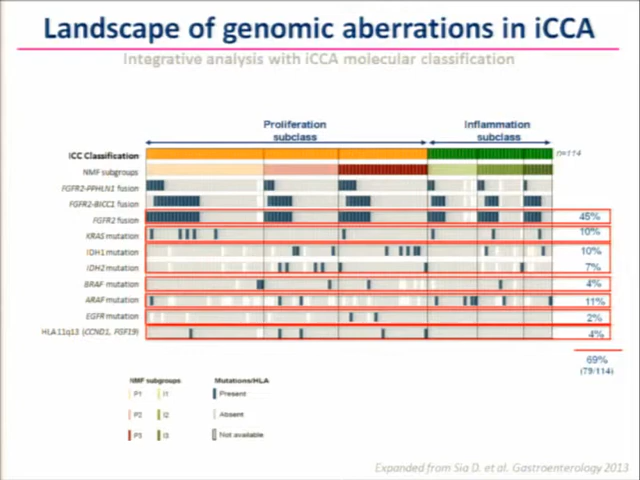 Landscape of genomic aberrations in iCCA
Integrative analysis with iCCA molecular classification
Proliferation subclass
Inflammation subclass
ICC Classification
n=114
NMF subgroups
FGFR2-PPHLN1 fusion
FGFR2-BICC1 fusion
FGFR2 fusion 45%
KRAS mutation 10%
IDH1 mutation 10%
IDH2 mutation 7%
BRAF mutation 4%
ARAF mutation 11%
EGFR mutation 2%
HLA 11q13 (CCND1, FGF19) 4%
69%
(79/114)
NMF subgroups Mutations/HLA
P1 I1 Present
P2 I2 Absent
P3 I3 Not available
Expanded from Sia D. et al. Gastroenterology 2013